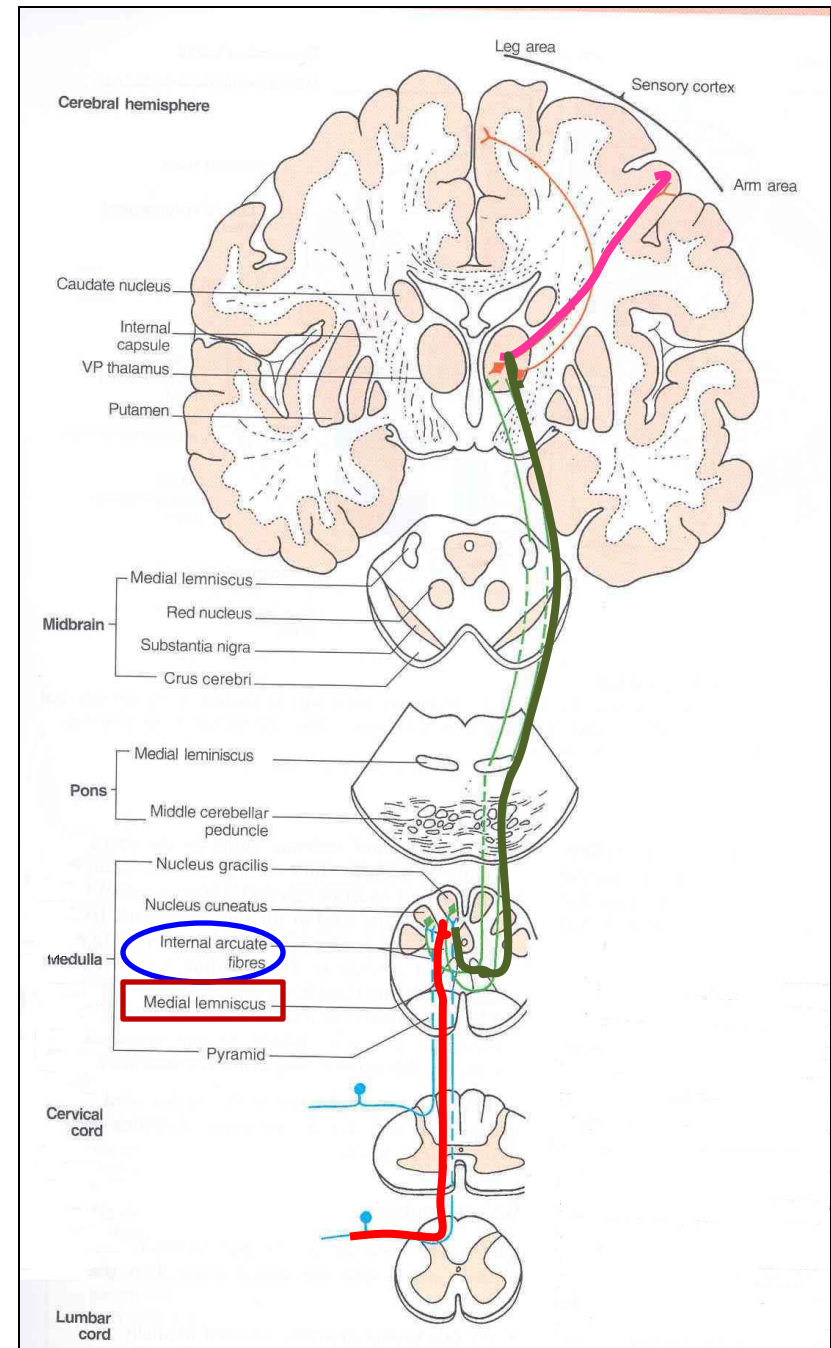 Leg area
Sensory cortex
Cerebral hemisphere
Arm area
Caudate nucleus
Internal
capsule
VP thalamus
Putamen
Medial lemniscus
Red nucleus
Midbrain
Substantia nigra
Crus cerebri
Medial leminiscus
Pons
Middle cerebellar
peduncle
Nucleus gracilis
Nucleus cuneatus
Internal arcuate
fibres
Medulla
Medial lemniscus
Pyramid
Cervical
cord
Lumbar
cord